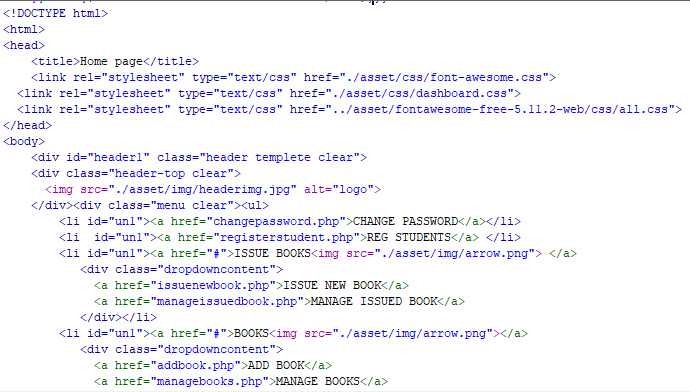 <!DOCTYPE html>
<html>
<head>
<title>Home page</title>
<link rel="stylesheet" type="text/css" href="./asset/css/font-awesome.css">
<link rel="stylesheet" type="text/css" href="./asset/css/dashboard.css">
<link rel="stylesheet" type="text/css" href="../asset/fontawesome-free-5.11.2-web/css/all.css">
</head>
<body>
<div id="header1" class="header templete clear">
<div class="header-top clear">
<img src="./asset/img/headerimg.jpg" alt="logo">
</div><div class="menu clear"><ul>
<li id="un1"><a href="changepassword.php">CHANGE PASSWORD</a></li>
<li  id="un1"><a href="registerstudent.php">REG STUDENTS</a> </li>
<li id="un1"><a href="#">ISSUE BOOKS<img src="./asset/img/arrow.png"> </a>
<div class="dropdowncontent">
<a href="issuenewbook.php">ISSUE NEW BOOK</a>
<a href="manageissuedbook.php">MANAGE ISSUED BOOK</a>
</div></li>
<li id="un1"><a href="#">BOOKS<img src="./asset/img/arrow.png"></a>
<div class="dropdowncontent">
<a href="addbook.php">ADD BOOK</a>
<a href="managebooks.php">MANAGE BOOKS</a>